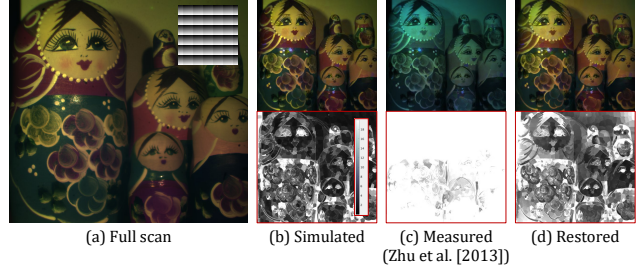 (a) Full scan
(b) Simulated
(c) Measured
(Zhu et al. [2013])
(d) Restored